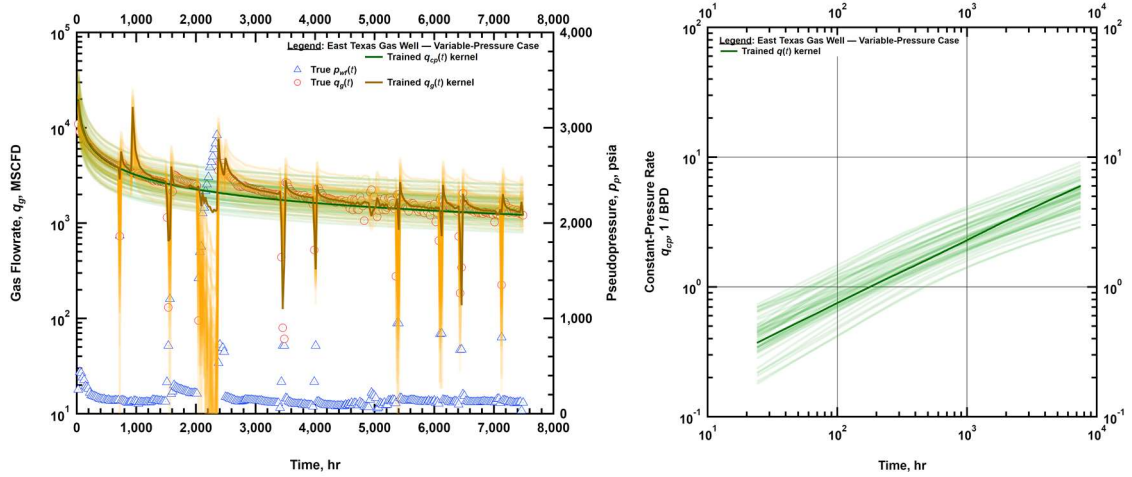 0 1,000 2,000 3,000 4,000 5,000 6,000 7,000 8,000
10^5
10^4
10^3
10^2
10^1
4,000
3,000
2,000
1,000
0
Legend: East Texas Gas Well — Variable-Pressure Case
Trained q_cp(t) kernel
True p_wf(t)
True q_g(t) Trained q_g(t) kernel
Gas Flowrate, q_g, MSCFD
Pseudopressure, p_p, psia
0 1,000 2,000 3,000 4,000 5,000 6,000 7,000 8,000
Time, hr
10^1 10^2 10^3 10^4
10^2
10^1
10^0
10^-1
10^2
10^1
10^0
10^-1
Legend: East Texas Gas Well — Variable-Pressure Case
Trained q(t) kernel
Constant-Pressure Rate
q_cp, 1 / BPD
10^1 10^2 10^3 10^4
Time, hr